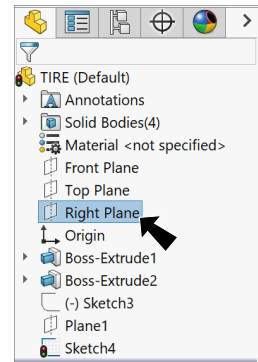 TIRE (Default)
Annotations
Solid Bodies(4)
Material <not specified>
Front Plane
Top Plane
Right Plane
Origin
Boss-Extrude1
Boss-Extrude2
(-) Sketch3
Plane1
Sketch4